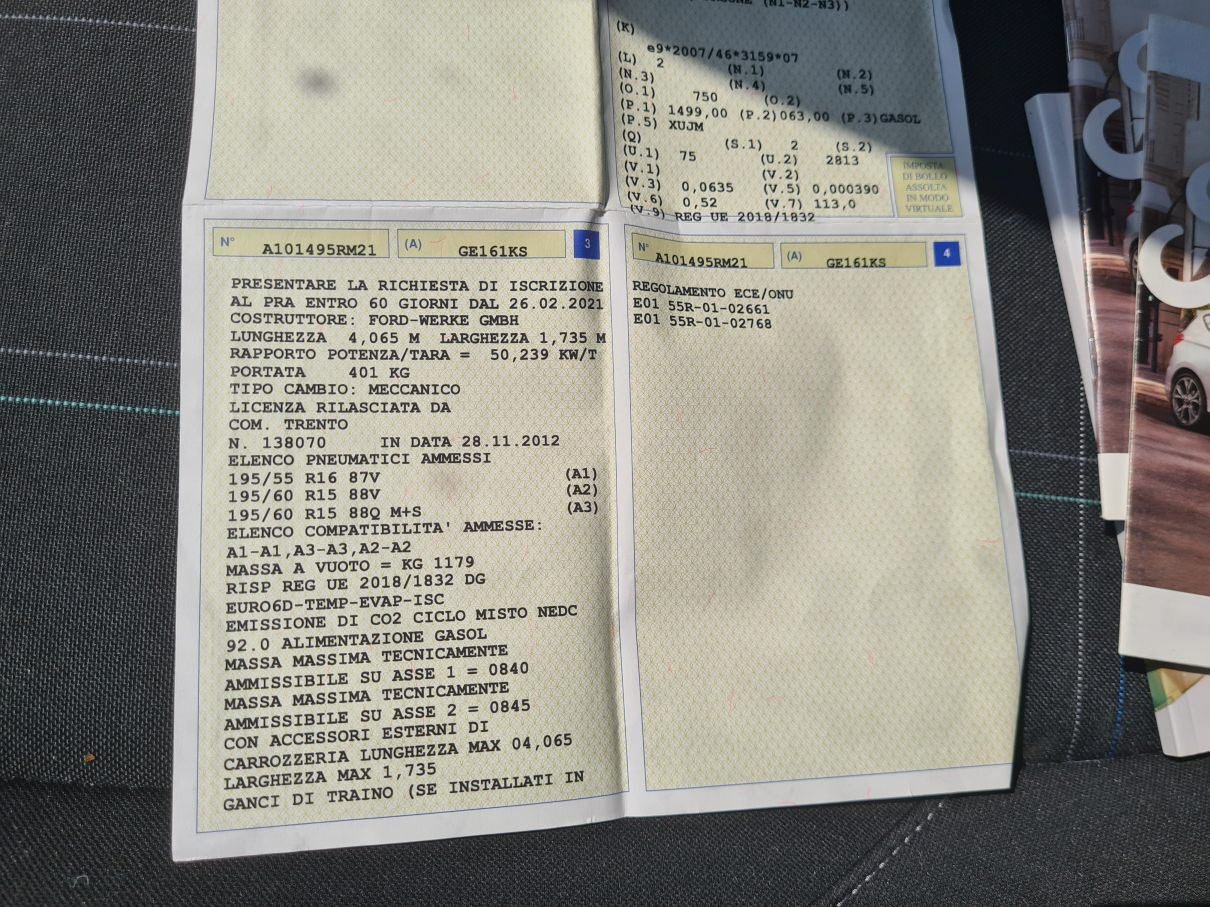 (N1-N2-N3))
(K)
e9*2007/46*3159*07
(L) 2 (N.1) (N.2)
(N.3) (N.4) (N.5)
(O.1) 750 (O.2)
(P.1) 1499,00 (P.2)063,00 (P.3)GASOL
(P.5) XUJM
(Q) (S.1) 2 (S.2)
(U.1) 75 (U.2) 2813
(V.1) (V.2)
(V.3) 0,0635 (V.5) 0,000390
(V.6) 0,52 (V.7) 113,0
(V.9) REG UE 2018/1832
IMPOSTA
DI BOLLO
ASSOLTA
IN MODO
VIRTUALE
N° A101495RM21 (A) GE161KS 3
PRESENTARE LA RICHIESTA DI ISCRIZIONE
AL PRA ENTRO 60 GIORNI DAL 26.02.2021
COSTRUTTORE: FORD-WERKE GMBH
LUNGHEZZA 4,065 M LARGHEZZA 1,735 M
RAPPORTO POTENZA/TARA = 50,239 KW/T
PORTATA 401 KG
TIPO CAMBIO: MECCANICO
LICENZA RILASCIATA DA
COM. TRENTO
N. 138070 IN DATA 28.11.2012
ELENCO PNEUMATICI AMMESSI
195/55 R16 87V (A1)
195/60 R15 88V (A2)
195/60 R15 88Q M+S (A3)
ELENCO COMPATIBILITA' AMMESSE:
A1-A1,A3-A3,A2-A2
MASSA A VUOTO = KG 1179
RISP REG UE 2018/1832 DG
EURO6D-TEMP-EVAP-ISC
EMISSIONE DI CO2 CICLO MISTO NEDC
92.0 ALIMENTAZIONE GASOL
MASSA MASSIMA TECNICAMENTE
AMMISSIBILE SU ASSE 1 = 0840
MASSA MASSIMA TECNICAMENTE
AMMISSIBILE SU ASSE 2 = 0845
CON ACCESSORI ESTERNI DI
CARROZZERIA LUNGHEZZA MAX 04,065
LARGHEZZA MAX 1,735
GANCI DI TRAINO (SE INSTALLATI IN
N° A101495RM21 (A) GE161KS 4
REGOLAMENTO ECE/ONU
E01 55R-01-02661
E01 55R-01-02768